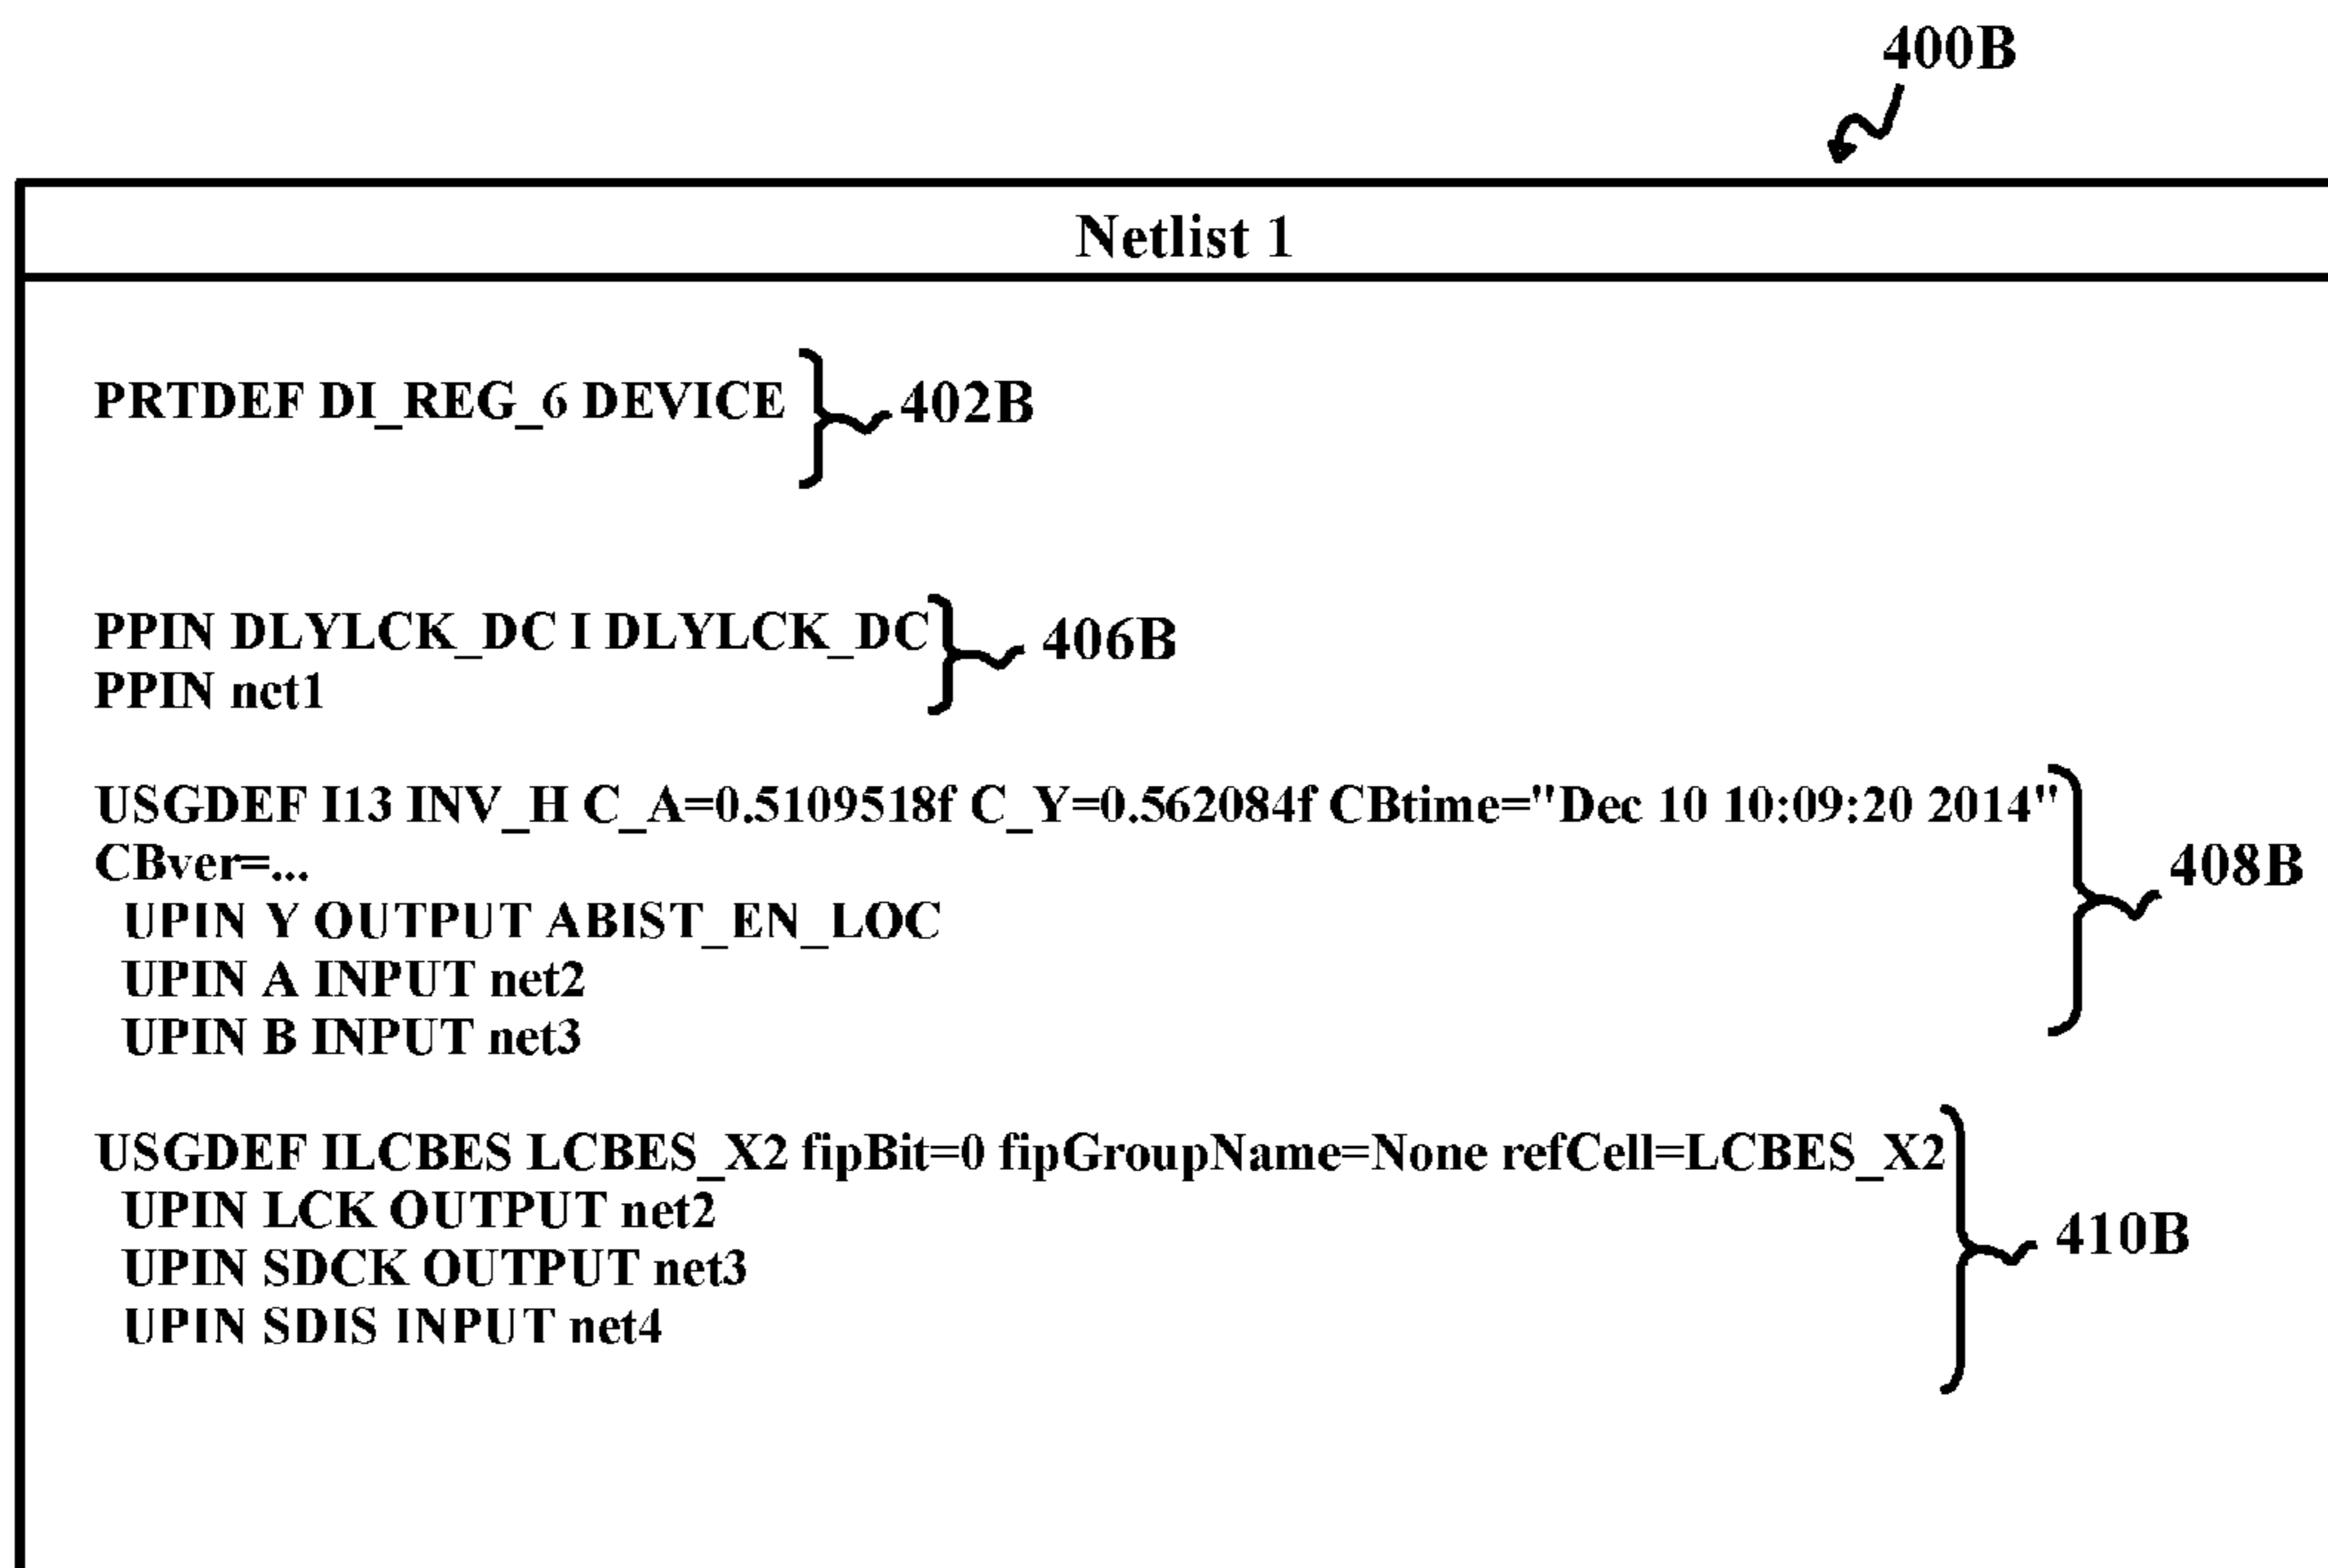 400B
Netlist 1
PRTDEF DI_REG_6 DEVICE
402B
PPIN DLYLCK_DC I DLYLCK_DC
406B
PPIN net1
USGDEF I13 INV_H C_A=0.5109518f C_Y=0.562084f CBtime="Dec 10 10:09:20 2014"
CBver=...
408B
UPIN Y OUTPUT ABIST_EN_LOC
UPIN A INPUT net2
UPIN B INPUT net3
USGDEF ILCBES LCBES_X2 fipBit=0 fipGroupName=None refCell=LCBES_X2
UPIN LCK OUTPUT net2
410B
UPIN SDCK OUTPUT net3
UPIN SDIS INPUT net4